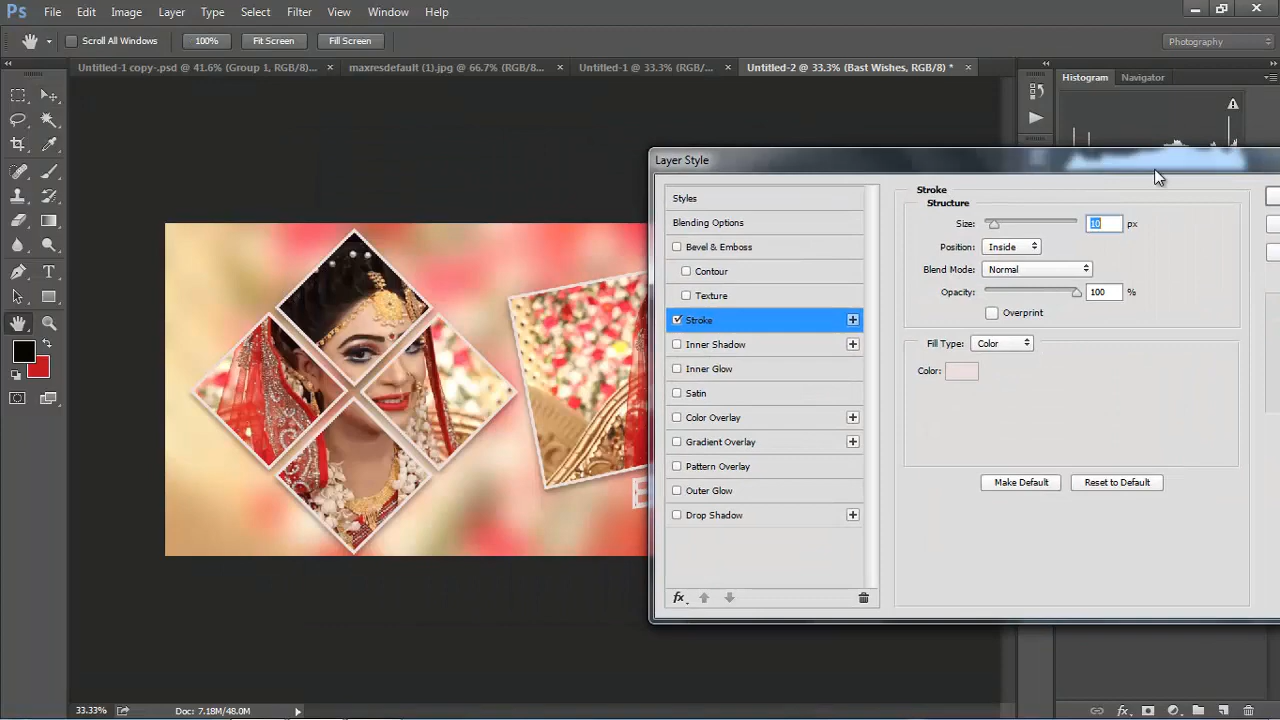 Ps File Edit Image Layer Type Select Filter View Window Help
Scroll All Windows 100% Fit Screen Fill Screen Photography
Untitled-1 copy-.psd @ 41.6% (Group 1, RGB/8)... × maxresdefault (1).jpg @ 66.7% (RGB/8... × Untitled-1 @ 33.3% (RGB/... × Untitled-2 @ 33.3% (Bast Wishes, RGB/8) * × Histogram Navigator
Layer Style
Styles
Blending Options
Bevel & Emboss
Contour
Texture
Stroke
Inner Shadow
Inner Glow
Satin
Color Overlay
Gradient Overlay
Pattern Overlay
Outer Glow
Drop Shadow
fx
Stroke
Structure
Size: 10 px
Position: Inside
Blend Mode: Normal
Opacity: 100 %
Overprint
Fill Type: Color
Color:
Make Default Reset to Default
33.33% Doc: 7.18M/48.0M
fx